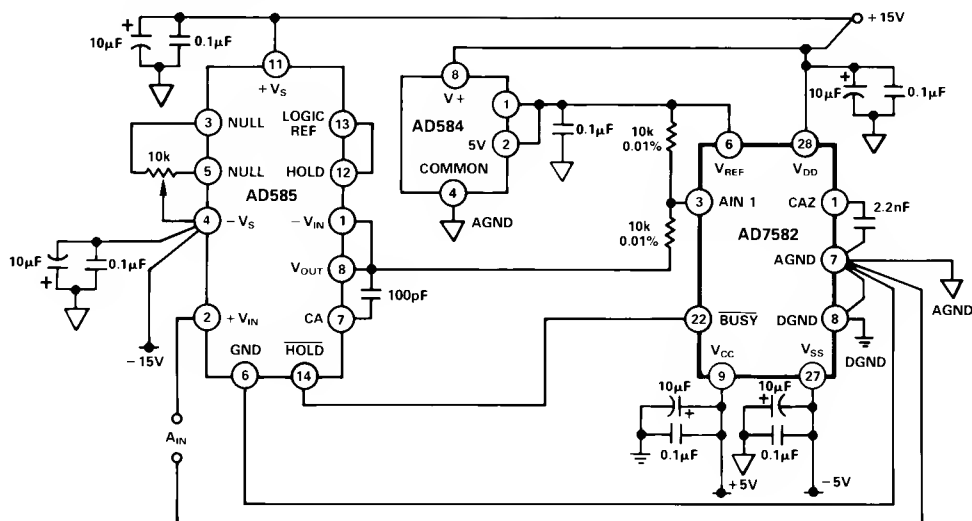 + 10µF 0.1µF
+15V
11
+VS
8
V+
AD584
1
5V 2
COMMON
4
AGND
0.1µF
10k
0.01%
10k
0.01%
+ 10µF 0.1µF
3 NULL
LOGIC
REF 13
10k
5 NULL
HOLD 12
AD585
4 −VS
−VIN 1
VOUT 8
100pF
CA 7
10µF + 0.1µF
−15V
2 +VIN
GND
6
HOLD
14
AIN
6
VREF
28
VDD
3 AIN 1
CAZ 1
2.2nF
AD7582
AGND 7
AGND
22 BUSY
DGND 8
DGND
VCC
9
VSS
27
10µF
+
0.1µF
+5V
10µF
+
0.1µF
−5V